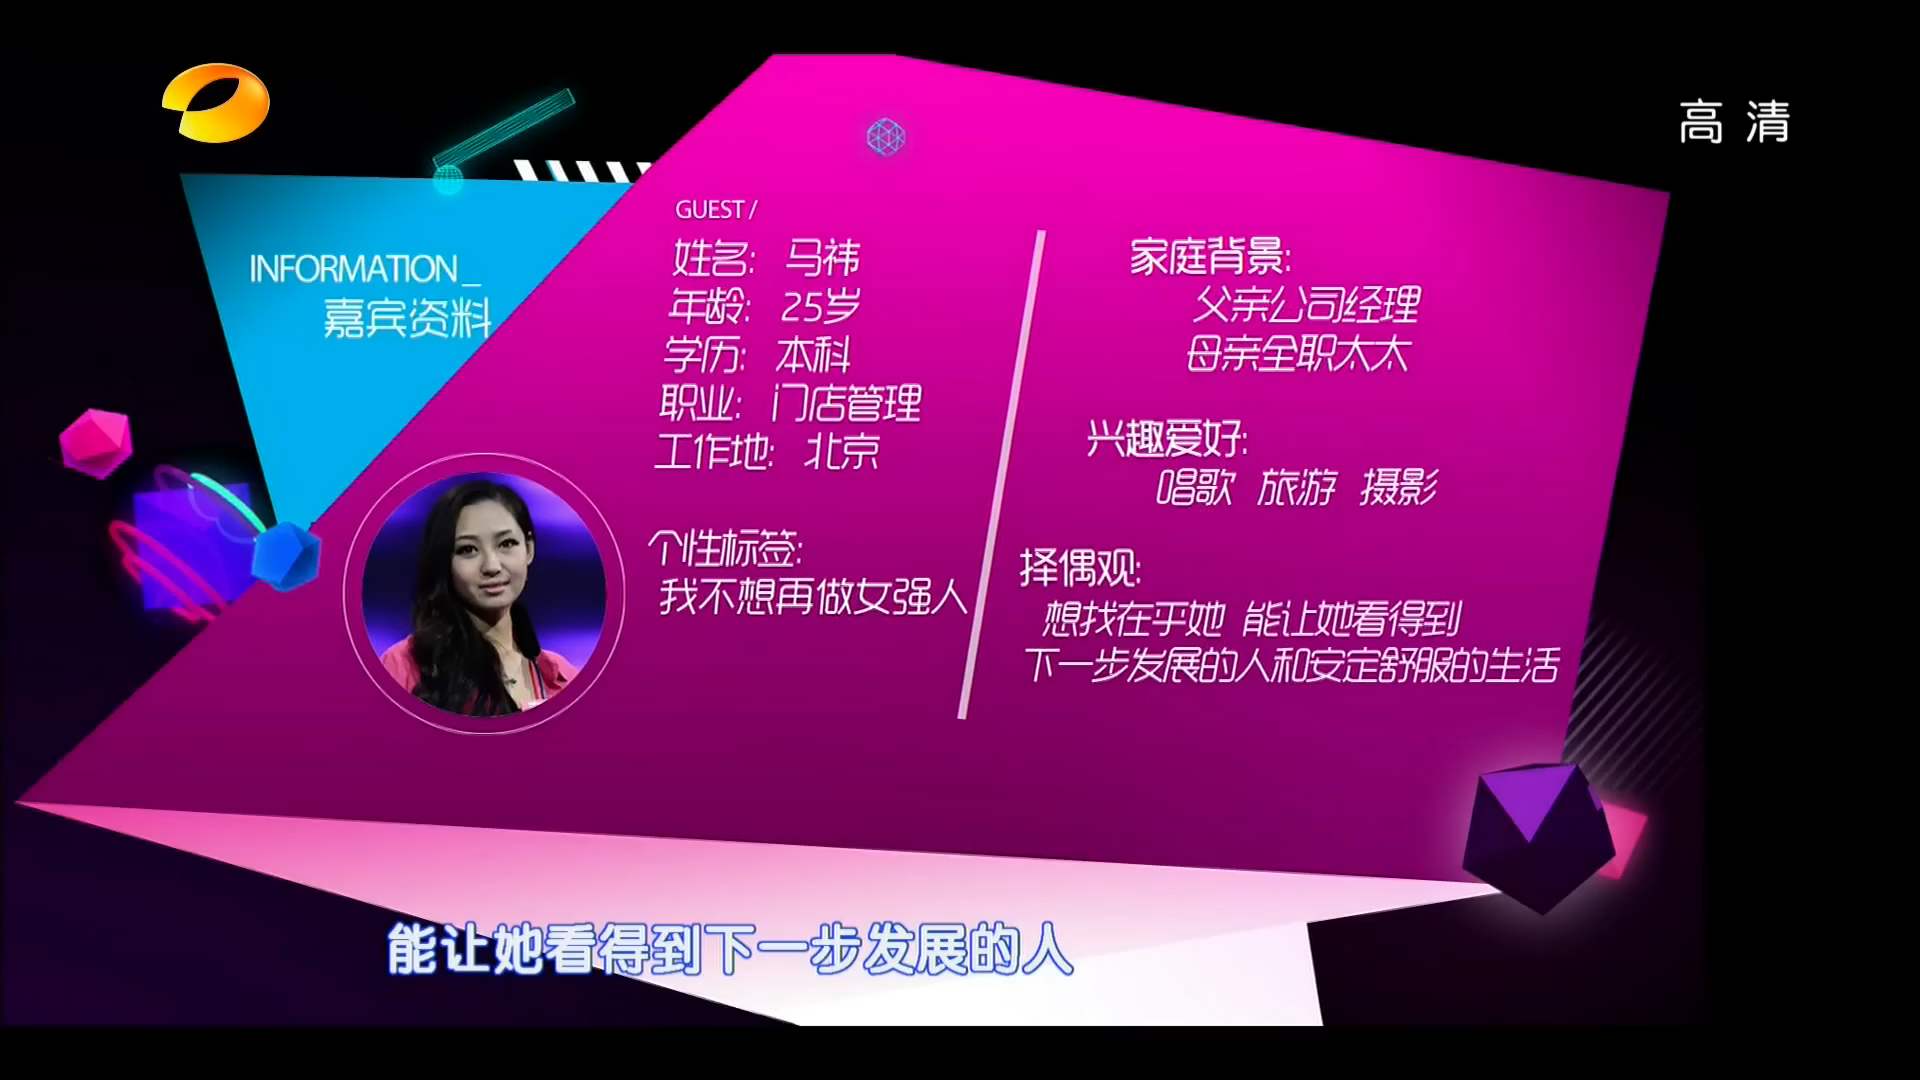 高清
INFORMATION_
嘉宾资料
GUEST/
姓名: 马祎
年龄: 25岁
学历: 本科
职业: 门店管理
工作地: 北京
个性标签:
我不想再做女强人
家庭背景:
父亲公司经理
母亲全职太太
兴趣爱好:
唱歌 旅游 摄影
择偶观:
想找在乎她 能让她看得到
下一步发展的人和安定舒服的生活
能让她看得到下一步发展的人